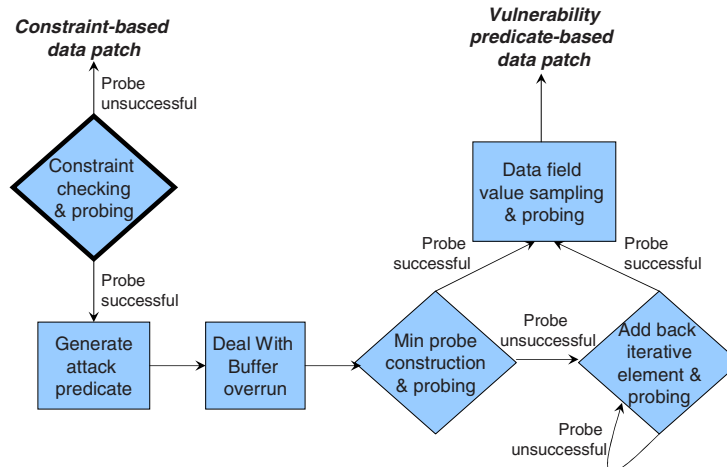 Constraint-based
data patch
Probe
unsuccessful
Constraint
checking
& probing
Probe
successful
Generate
attack
predicate
Deal With
Buffer
overrun
Min probe
construction
& probing
Probe
successful
Probe
unsuccessful
Vulnerability
predicate-based
data patch
Data field
value sampling
& probing
Probe
successful
Add back
iterative
element &
probing
Probe
unsuccessful